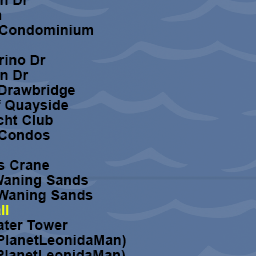 n Dr
Condominium
rino Dr
n Dr
Drawbridge
Quayside
cht Club
Condos
s Crane
Waning Sands
Waning Sands
ll
ater Tower
PlanetLeonidaMan)
PlanetLeonidaMan)